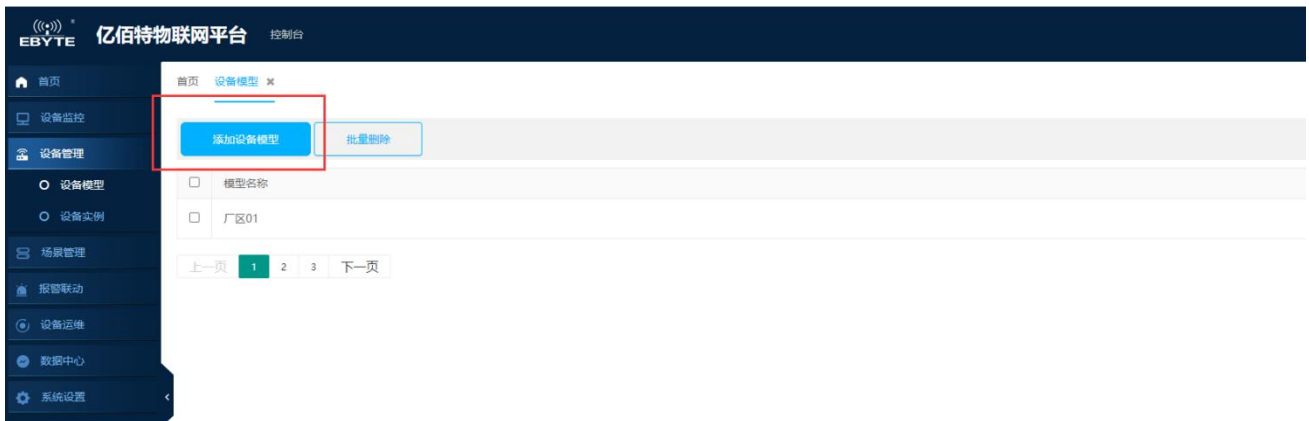 EBYTE 亿佰特物联网平台 控制台
首页
设备监控
设备管理
设备模型
设备实例
场景管理
报警联动
设备运维
数据中心
系统设置
首页 设备模型
添加设备模型 批量删除
模型名称
厂区01
上一页 1 2 3 下一页